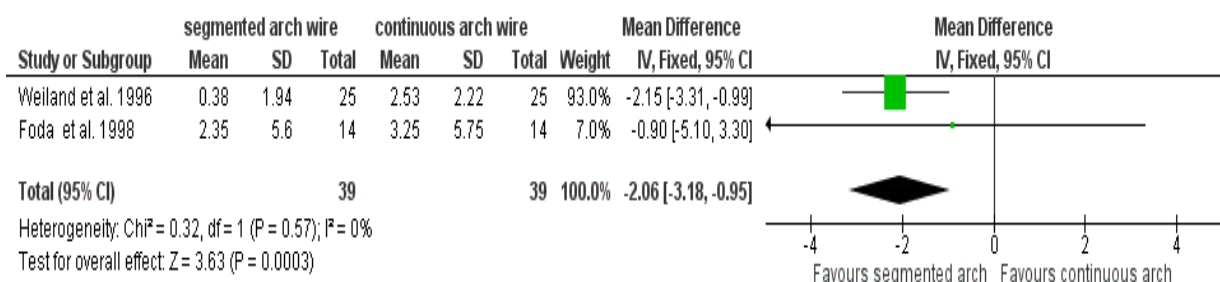 segmented arch wire continuous arch wire Mean Difference Mean Difference
Study or Subgroup Mean SD Total Mean SD Total Weight IV, Fixed, 95% CI IV, Fixed, 95% CI
Weiland et al. 1996 0.38 1.94 25 2.53 2.22 25 93.0% -2.15 [-3.31, -0.99]
Foda et al. 1998 2.35 5.6 14 3.25 5.75 14 7.0% -0.90 [-5.10, 3.30]
Total (95% CI) 39 39 100.0% -2.06 [-3.18, -0.95]
Heterogeneity: Chi² = 0.32, df = 1 (P = 0.57); I² = 0%
Test for overall effect: Z = 3.63 (P = 0.0003)
-4 -2 0 2 4
Favours segmented arch Favours continuous arch